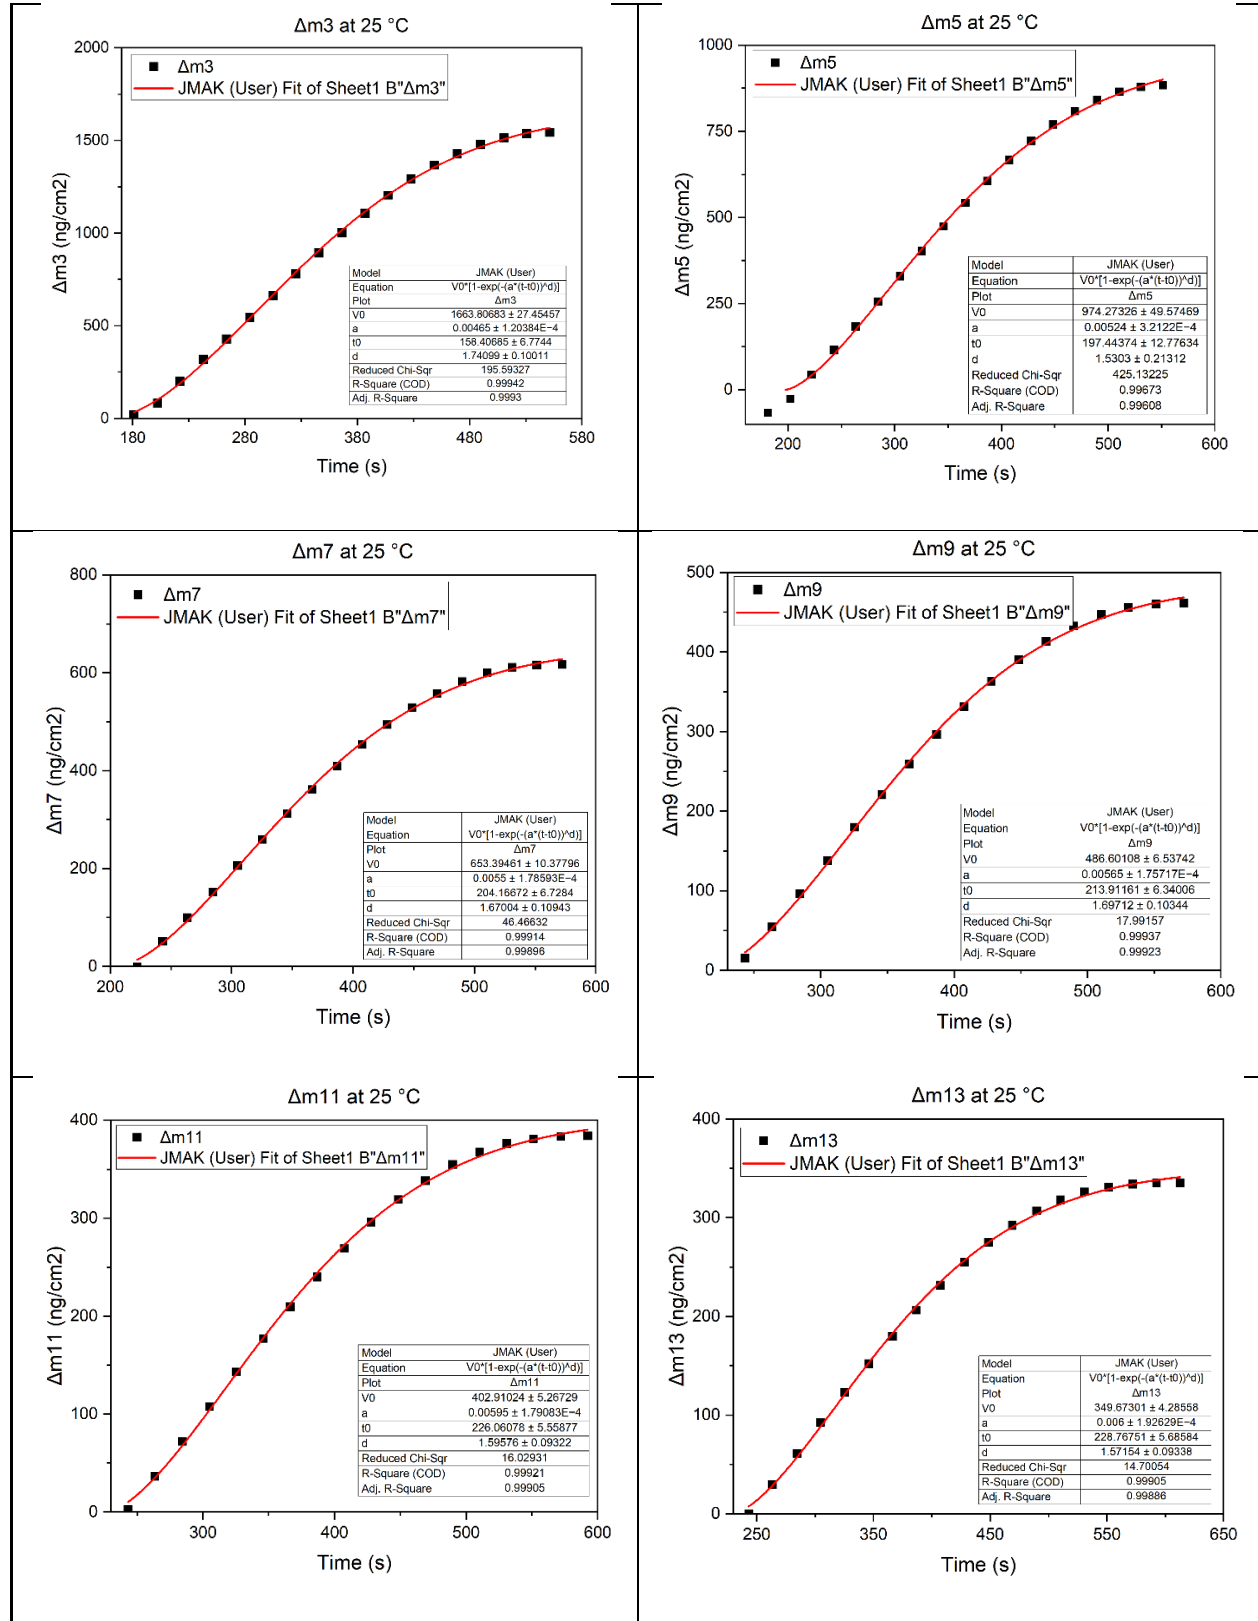 Δm3 at 25 °C
2000
1500
1000
500
0
Δm3 (ng/cm2)
Δm3
JMAK (User) Fit of Sheet1 B"Δm3"
Model JMAK (User)
Equation V0*[1-exp(-(a*(t-t0))^d)]
Plot Δm3
V0 1663.80683 ± 27.45457
a 0.00465 ± 1.20384E−4
t0 158.40685 ± 6.7744
d 1.74099 ± 0.10011
Reduced Chi-Sqr 195.59327
R-Square (COD) 0.99942
Adj. R-Square 0.9993
180 280 380 480 580
Time (s)
Δm5 at 25 °C
1000
750
500
250
0
Δm5 (ng/cm2)
Δm5
JMAK (User) Fit of Sheet1 B"Δm5"
Model JMAK (User)
Equation V0*[1-exp(-(a*(t-t0))^d)]
Plot Δm5
V0 974.27326 ± 49.57469
a 0.00524 ± 3.2122E−4
t0 197.44374 ± 12.77634
d 1.5303 ± 0.21312
Reduced Chi-Sqr 425.13225
R-Square (COD) 0.99673
Adj. R-Square 0.99608
200 300 400 500 600
Time (s)
Δm7 at 25 °C
800
600
400
200
0
Δm7 (ng/cm2)
Δm7
JMAK (User) Fit of Sheet1 B"Δm7"
Model JMAK (User)
Equation V0*[1-exp(-(a*(t-t0))^d)]
Plot Δm7
V0 653.39461 ± 10.37796
a 0.0055 ± 1.78593E−4
t0 204.16672 ± 6.7284
d 1.67004 ± 0.10943
Reduced Chi-Sqr 46.46632
R-Square (COD) 0.99914
Adj. R-Square 0.99896
200 300 400 500 600
Time (s)
Δm9 at 25 °C
500
400
300
200
100
0
Δm9 (ng/cm2)
Δm9
JMAK (User) Fit of Sheet1 B"Δm9"
Model JMAK (User)
Equation V0*[1-exp(-(a*(t-t0))^d)]
Plot Δm9
V0 486.60108 ± 6.53742
a 0.00565 ± 1.75717E−4
t0 213.91161 ± 6.34006
d 1.69712 ± 0.10344
Reduced Chi-Sqr 17.99157
R-Square (COD) 0.99937
Adj. R-Square 0.99923
300 400 500 600
Time (s)
Δm11 at 25 °C
400
300
200
100
0
Δm11 (ng/cm2)
Δm11
JMAK (User) Fit of Sheet1 B"Δm11"
Model JMAK (User)
Equation V0*[1-exp(-(a*(t-t0))^d)]
Plot Δm11
V0 402.91024 ± 5.26729
a 0.00595 ± 1.79083E−4
t0 226.06078 ± 5.55877
d 1.59576 ± 0.09322
Reduced Chi-Sqr 16.02931
R-Square (COD) 0.99921
Adj. R-Square 0.99905
300 400 500 600
Time (s)
Δm13 at 25 °C
400
300
200
100
0
Δm13 (ng/cm2)
Δm13
JMAK (User) Fit of Sheet1 B"Δm13"
Model JMAK (User)
Equation V0*[1-exp(-(a*(t-t0))^d)]
Plot Δm13
V0 349.67301 ± 4.28558
a 0.006 ± 1.92629E−4
t0 228.76751 ± 5.68584
d 1.57154 ± 0.09338
Reduced Chi-Sqr 14.70054
R-Square (COD) 0.99905
Adj. R-Square 0.99886
250 350 450 550 650
Time (s)